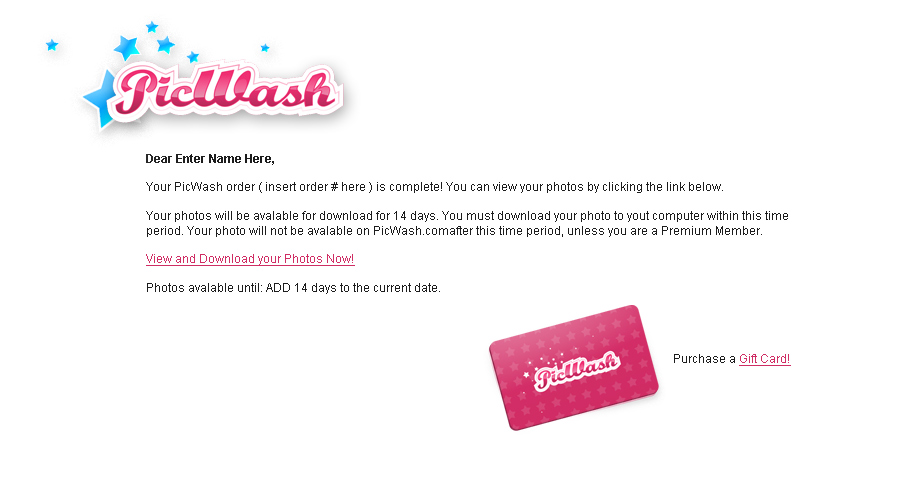 PicWash
Dear Enter Name Here,
Your PicWash order ( insert order # here ) is complete! You can view your photos by clicking the link below.
Your photos will be avalable for download for 14 days. You must download your photo to yout computer within this time
period. Your photo will not be avalable on PicWash.comafter this time period, unless you are a Premium Member.
View and Download your Photos Now!
Photos avalable until: ADD 14 days to the current date.
PicWash
Purchase a Gift Card!